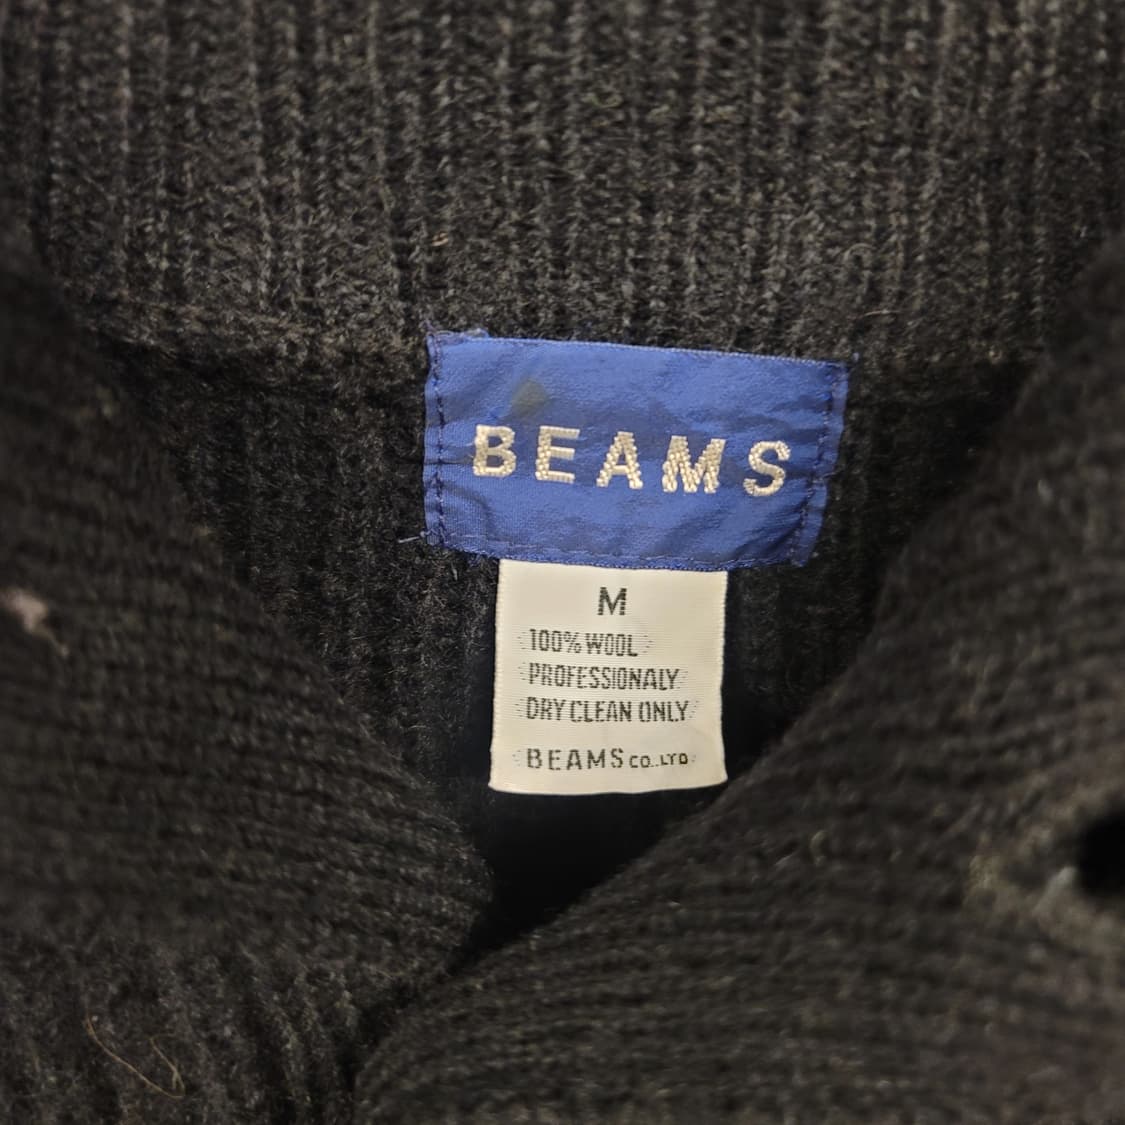 BEAMS
M
100% WOOL
PROFESSIONALY
DRY CLEAN ONLY
BEAMS CO.,LTD.